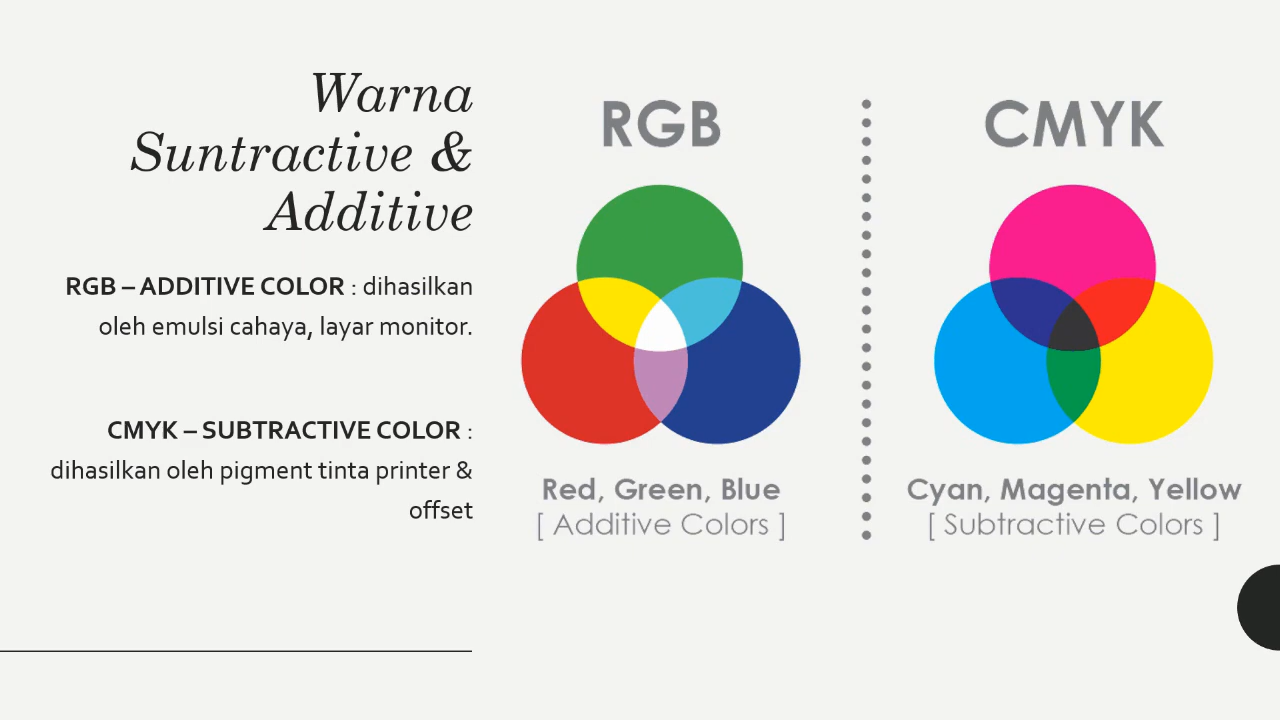 Warna
Suntractive &
Additive
RGB – ADDITIVE COLOR : dihasilkan
oleh emulsi cahaya, layar monitor.
CMYK – SUBTRACTIVE COLOR :
dihasilkan oleh pigment tinta printer &
offset
RGB
Red, Green, Blue
[ Additive Colors ]
CMYK
Cyan, Magenta, Yellow
[ Subtractive Colors ]